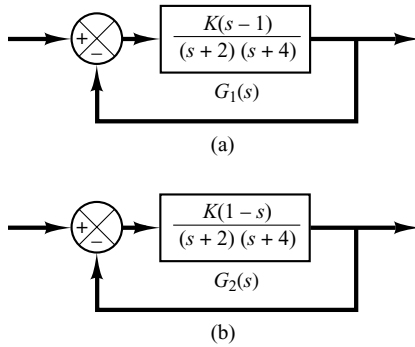 +
−
K(s − 1)
(s + 2) (s + 4)
G₁(s)
(a)
+
−
K(1 − s)
(s + 2) (s + 4)
G₂(s)
(b)